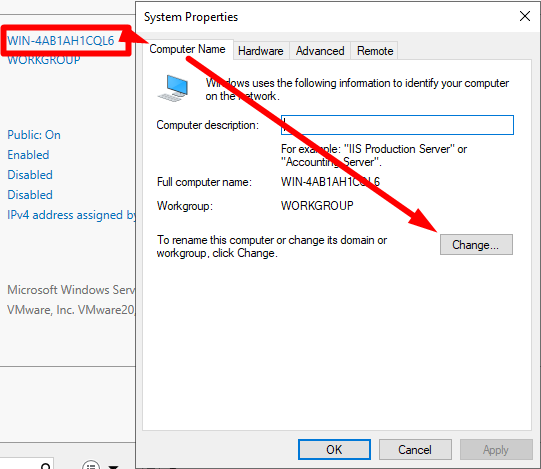 WIN-4AB1AH1CQL6
WORKGROUP
Public: On
Enabled
Disabled
Disabled
IPv4 address assigned by
Microsoft Windows Serv
VMware, Inc. VMware20,
System Properties
Computer Name
Hardware
Advanced
Remote
Windows uses the following information to identify your computer
on the network.
Computer description:
For example: "IIS Production Server" or
"Accounting Server".
Full computer name:
WIN-4AB1AH1CQL6
Workgroup:
WORKGROUP
To rename this computer or change its domain or
workgroup, click Change.
Change...
OK
Cancel
Apply